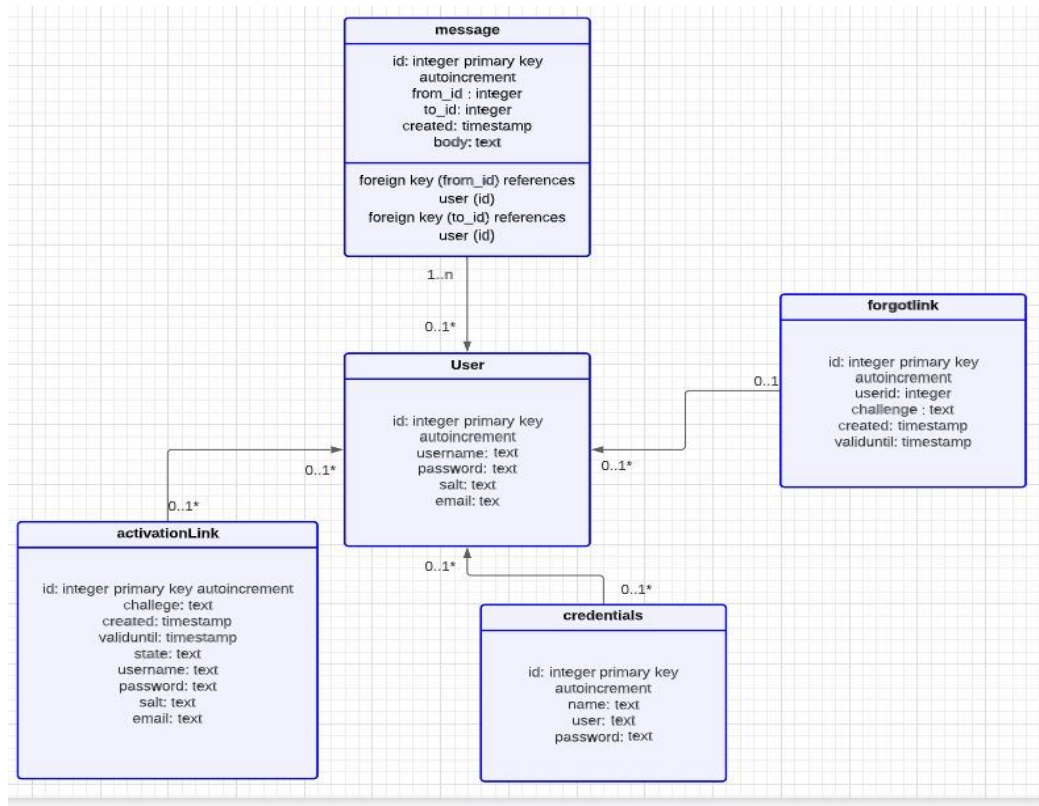 message
id: integer primary key
autoincrement
from_id : integer
to_id: integer
created: timestamp
body: text
foreign key (from_id) references
user (id)
foreign key (to_id) references
user (id)
1..n
0..1*
forgotlink
id: integer primary key
autoincrement
userid: integer
challenge : text
created: timestamp
validuntil: timestamp
0..1
0..1*
User
id: integer primary key
autoincrement
username: text
password: text
salt: text
email: tex
0..1*
0..1*
activationLink
id: integer primary key autoincrement
challege: text
created: timestamp
validuntil: timestamp
state: text
username: text
password: text
salt: text
email: text
0..1*
0..1*
credentials
id: integer primary key
autoincrement
name: text
user: text
password: text